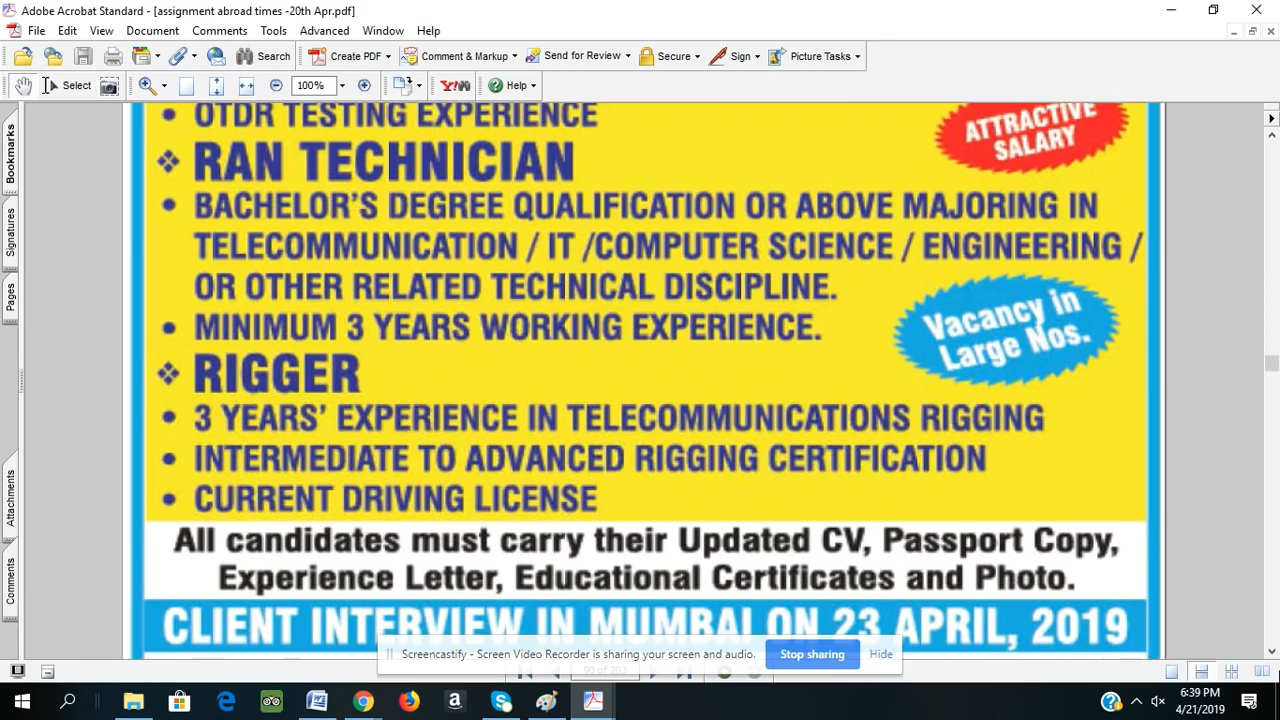 Adobe Acrobat Standard - [assignment abroad times -20th Apr.pdf]
File Edit View Document Comments Tools Advanced Window Help
Search Create PDF Comment & Markup Send for Review Secure Sign Picture Tasks
Select 100% Y! Help
Bookmarks
Signatures
Pages
Attachments
Comments
• OTDR TESTING EXPERIENCE
ATTRACTIVE
SALARY
❖ RAN TECHNICIAN
• BACHELOR'S DEGREE QUALIFICATION OR ABOVE MAJORING IN
TELECOMMUNICATION / IT /COMPUTER SCIENCE / ENGINEERING /
OR OTHER RELATED TECHNICAL DISCIPLINE.
Vacancy in
Large Nos.
• MINIMUM 3 YEARS WORKING EXPERIENCE.
❖ RIGGER
• 3 YEARS' EXPERIENCE IN TELECOMMUNICATIONS RIGGING
• INTERMEDIATE TO ADVANCED RIGGING CERTIFICATION
• CURRENT DRIVING LICENSE
All candidates must carry their Updated CV, Passport Copy,
Experience Letter, Educational Certificates and Photo.
CLIENT INTERVIEW IN MUMBAI ON 23 APRIL, 2019
Screencastify - Screen Video Recorder is sharing your screen and audio. Stop sharing Hide
90 of 203
6:39 PM
4/21/2019